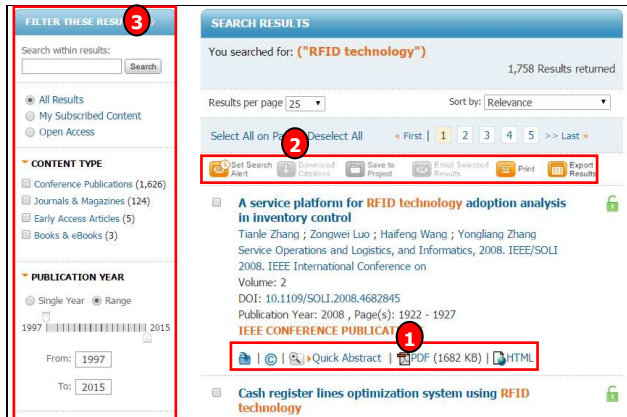 FILTER THESE RESU
3
Search within results:
Search
All Results
My Subscribed Content
Open Access
CONTENT TYPE
Conference Publications (1,626)
Journals & Magazines (124)
Early Access Articles (5)
Books & eBooks (3)
PUBLICATION YEAR
Single Year Range
1997 2015
From: 1997
To: 2015
SEARCH RESULTS
You searched for: ("RFID technology")
1,758 Results returned
Results per page 25 Sort by: Relevance
Select All on Pa Deselect All « First | 1 2 3 4 5 >> Last »
2
Set Search Alert Download Citations Save to Project Email Selected Results Print Export Results
A service platform for RFID technology adoption analysis
in inventory control
Tianle Zhang ; Zongwei Luo ; Haifeng Wang ; Yongliang Zhang
Service Operations and Logistics, and Informatics, 2008. IEEE/SOLI
2008. IEEE International Conference on
Volume: 2
DOI: 10.1109/SOLI.2008.4682845
Publication Year: 2008 , Page(s): 1922 - 1927
IEEE CONFERENCE PUBLICAT
1
| © | Quick Abstract | PDF (1682 KB) | HTML
Cash register lines optimization system using RFID
technology